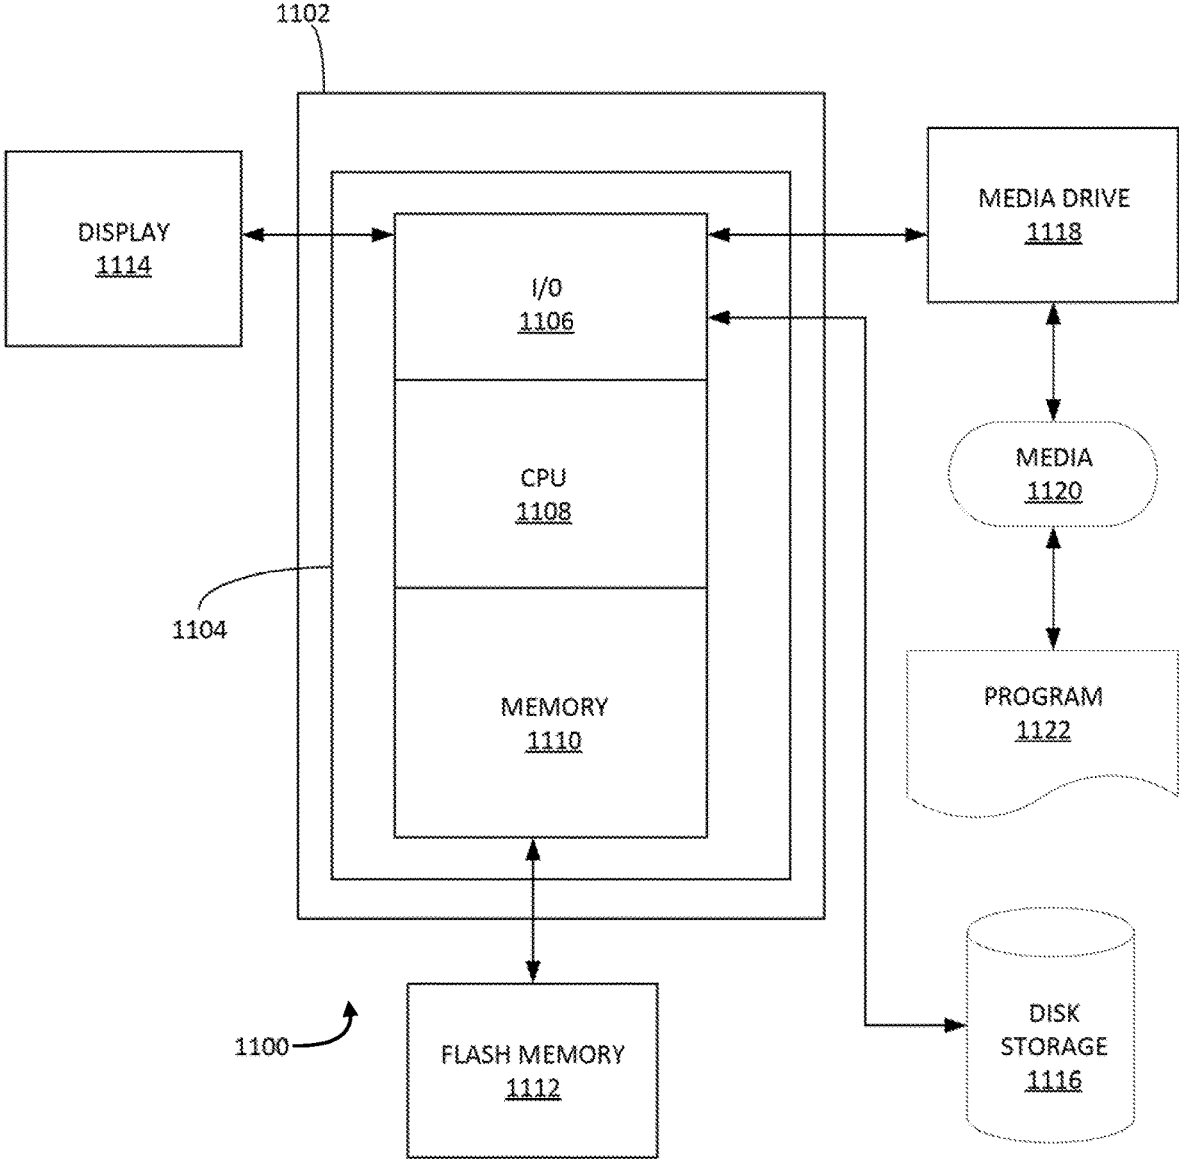 1102
DISPLAY
1114
MEDIA DRIVE
1118
I/0
1106
CPU
1108
MEDIA
1120
1104
MEMORY
1110
PROGRAM
1122
1100
FLASH MEMORY
1112
DISK
STORAGE
1116